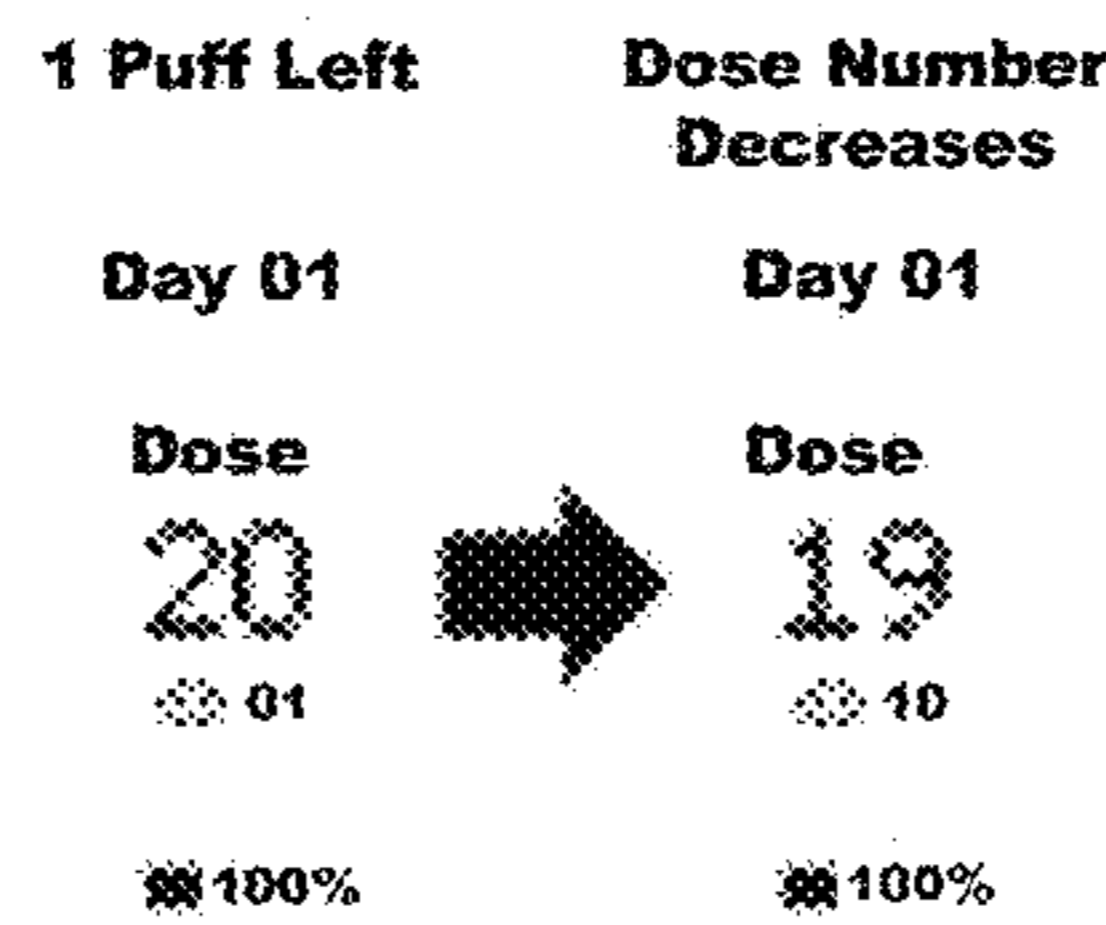 1 Puff Left
Day 01
Dose
20
01
100%
Dose Number
Decreases
Day 01
Dose
19
10
100%